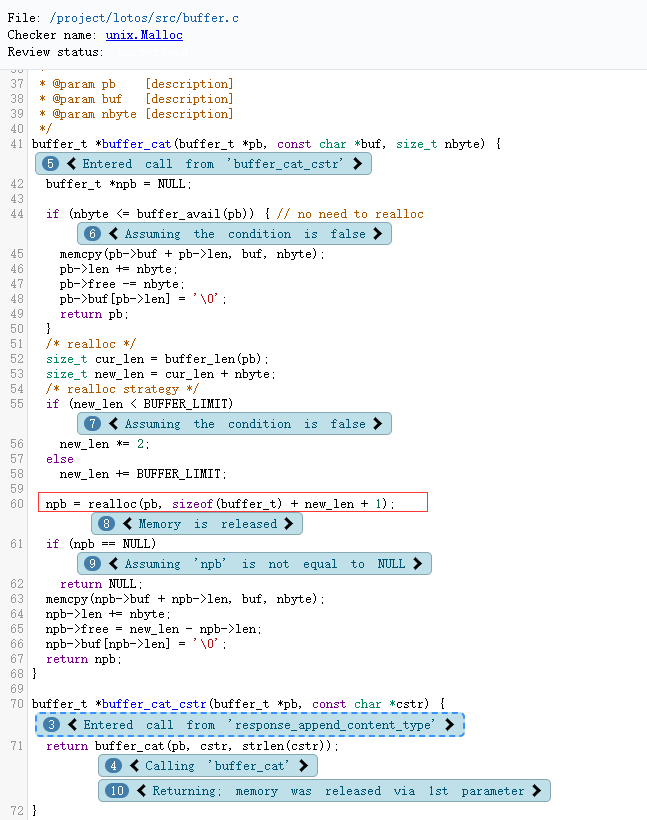 File: /project/lotos/src/buffer.c
Checker name: unix.Malloc
Review status:
37 * @param pb    [description]
38 * @param buf   [description]
39 * @param nbyte [description]
40 */
41 buffer_t *buffer_cat(buffer_t *pb, const char *buf, size_t nbyte) {
5 Entered call from 'buffer_cat_cstr'
42   buffer_t *npb = NULL;
43
44   if (nbyte <= buffer_avail(pb)) { // no need to realloc
6 Assuming the condition is false
45     memcpy(pb->buf + pb->len, buf, nbyte);
46     pb->len += nbyte;
47     pb->free -= nbyte;
48     pb->buf[pb->len] = '\0';
49     return pb;
50   }
51   /* realloc */
52   size_t cur_len = buffer_len(pb);
53   size_t new_len = cur_len + nbyte;
54   /* realloc strategy */
55   if (new_len < BUFFER_LIMIT)
7 Assuming the condition is false
56     new_len *= 2;
57   else
58     new_len += BUFFER_LIMIT;
59
60   npb = realloc(pb, sizeof(buffer_t) + new_len + 1);
8 Memory is released
61   if (npb == NULL)
9 Assuming 'npb' is not equal to NULL
62     return NULL;
63   memcpy(npb->buf + npb->len, buf, nbyte);
64   npb->len += nbyte;
65   npb->free = new_len - npb->len;
66   npb->buf[npb->len] = '\0';
67   return npb;
68 }
69
70 buffer_t *buffer_cat_cstr(buffer_t *pb, const char *cstr) {
3 Entered call from 'response_append_content_type'
71   return buffer_cat(pb, cstr, strlen(cstr));
4 Calling 'buffer_cat'
10 Returning; memory was released via 1st parameter
72 }